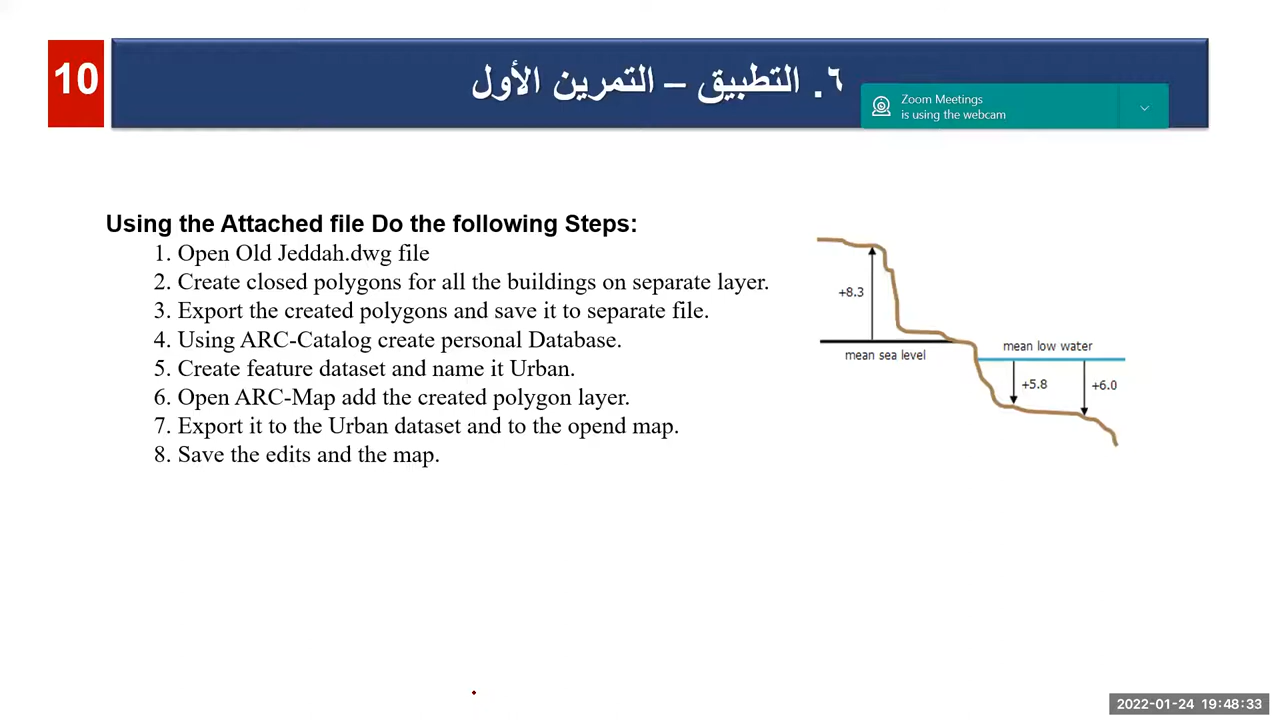 10
٦. التطبيق – التمرين الأول
Zoom Meetings
is using the webcam
Using the Attached file Do the following Steps:
1. Open Old Jeddah.dwg file
2. Create closed polygons for all the buildings on separate layer.
3. Export the created polygons and save it to separate file.
4. Using ARC-Catalog create personal Database.
5. Create feature dataset and name it Urban.
6. Open ARC-Map add the created polygon layer.
7. Export it to the Urban dataset and to the opend map.
8. Save the edits and the map.
+8.3
mean sea level
mean low water
+5.8
+6.0
2022-01-24 19:48:33